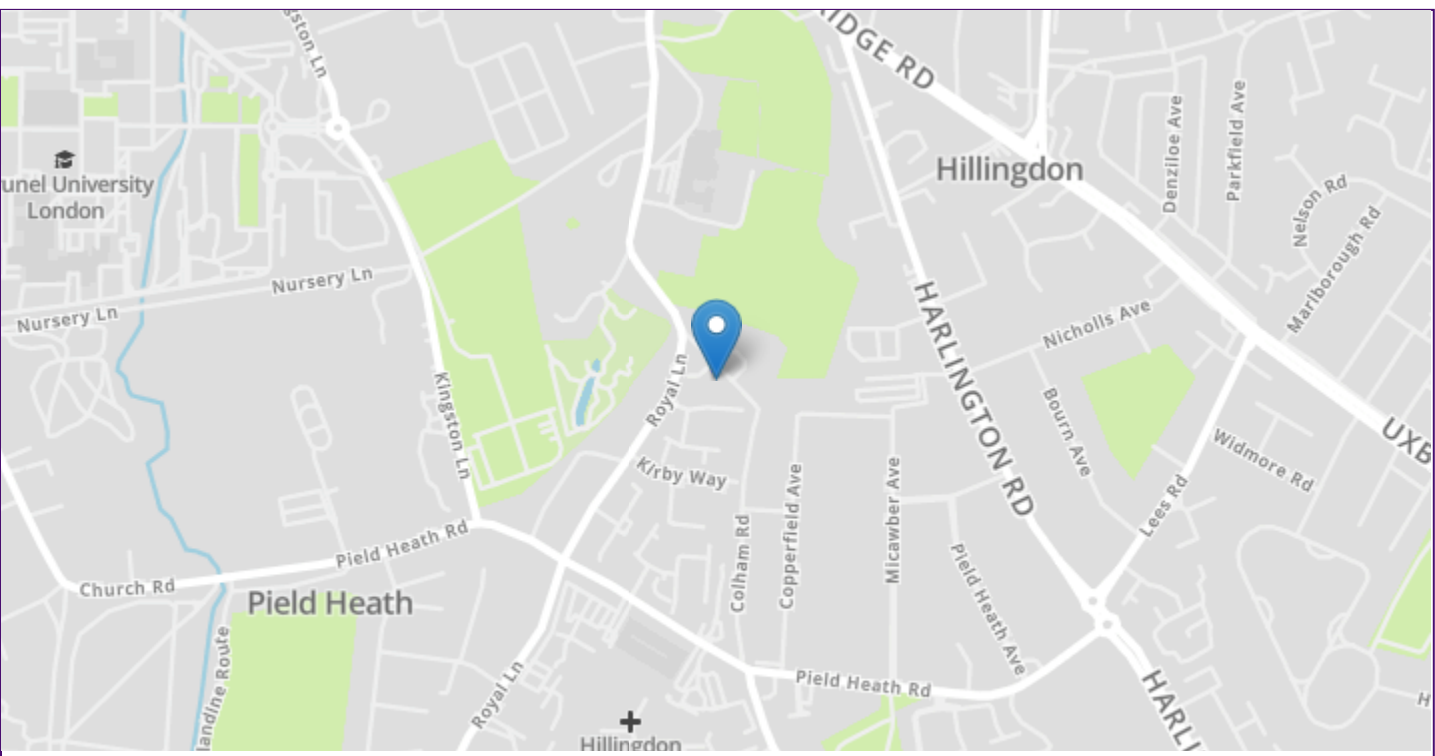 gston Ln
RIDGE RD
unel University
London
Hillingdon
Denziloe Ave
Parkfield Ave
Nelson Rd
Marlborough Rd
Nursery Ln
Nursery Ln
HARLINGTON RD
Nicholls Ave
Kingston Ln
Royal Ln
Bourn Ave
UXB
Widmore Rd
Kirby Way
Lees Rd
Colham Rd
Copperfield Ave
Micawber Ave
Pield Heath Ave
Pield Heath Rd
Church Rd
Pield Heath
landine Route
Royal Ln
Pield Heath Rd
HARLI
H
Hillingdon